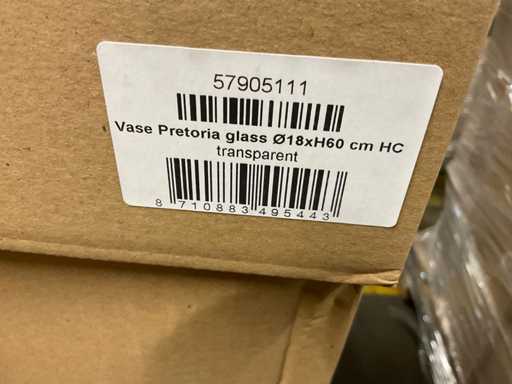 57905111
Vase Pretoria glass Ø18xH60 cm HC
transparent
8 710883 495443